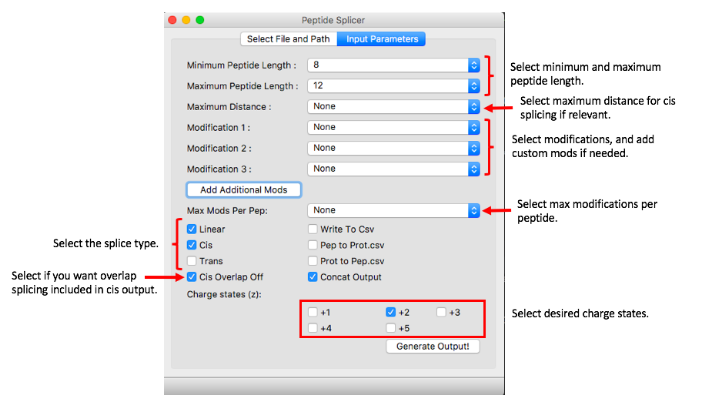 Peptide Splicer
Select File and Path Input Parameters
Minimum Peptide Length : 8
Maximum Peptide Length : 12
Select minimum and maximum
peptide length.
Maximum Distance : None
Select maximum distance for cis
splicing if relevant.
Modification 1 : None
Modification 2 : None
Modification 3 : None
Select modifications, and add
custom mods if needed.
Add Additional Mods
Max Mods Per Pep: None
Select max modifications per
peptide.
Linear Write To Csv
Cis Pep to Prot.csv
Trans Prot to Pep.csv
Select the splice type.
Cis Overlap Off Concat Output
Select if you want overlap
splicing included in cis output.
Charge states (z):
+1 +2 +3
+4 +5
Select desired charge states.
Generate Output!